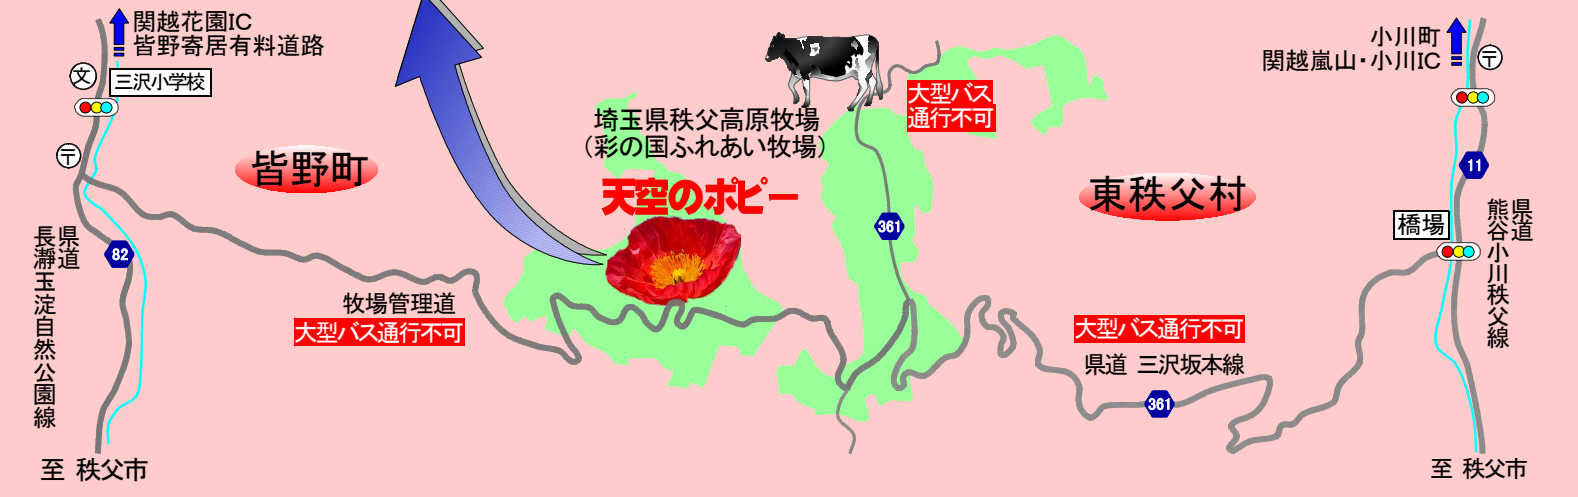 関越花園IC
皆野寄居有料道路
文
三沢小学校
〒
皆野町
県道
長瀞玉淀自然公園線
82
至 秩父市
牧場管理道
大型バス通行不可
埼玉県秩父高原牧場
（彩の国ふれあい牧場）
天空のポピー
大型バス
通行不可
361
東秩父村
大型バス通行不可
県道 三沢坂本線
361
小川町
関越嵐山・小川IC
〒
11
橋場
県道
熊谷小川秩父線
至 秩父市